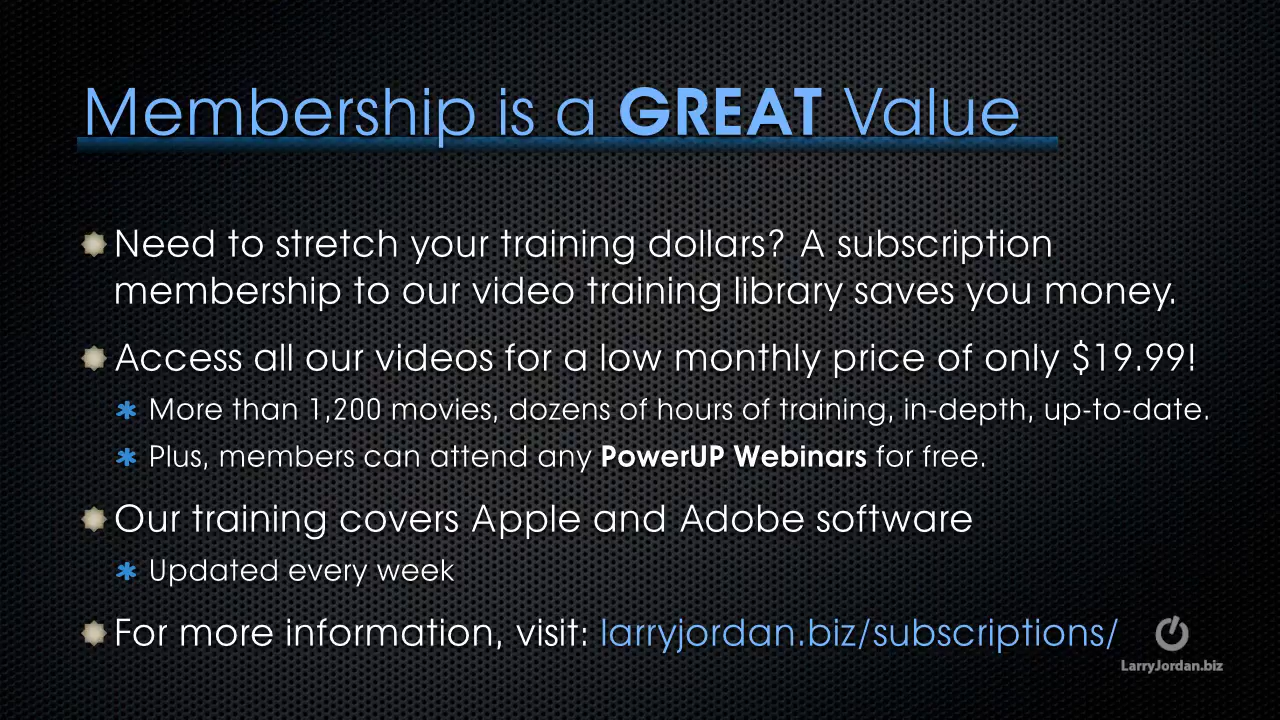 Membership is a GREAT Value
Need to stretch your training dollars? A subscription
membership to our video training library saves you money.
Access all our videos for a low monthly price of only $19.99!
More than 1,200 movies, dozens of hours of training, in-depth, up-to-date.
Plus, members can attend any PowerUP Webinars for free.
Our training covers Apple and Adobe software
Updated every week
For more information, visit: larryjordan.biz/subscriptions/
LarryJordan.biz